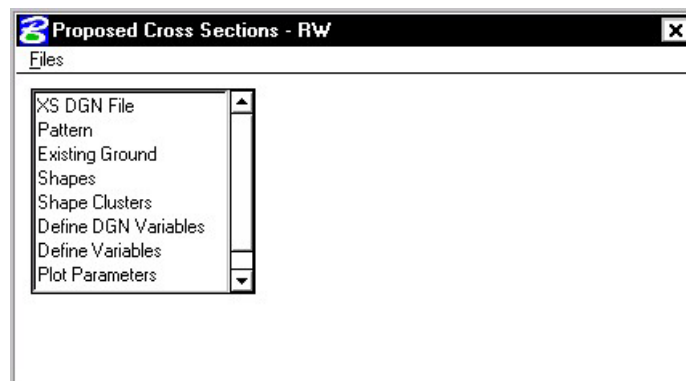 Proposed Cross Sections - RW
Files
XS DGN File
Pattern
Existing Ground
Shapes
Shape Clusters
Define DGN Variables
Define Variables
Plot Parameters